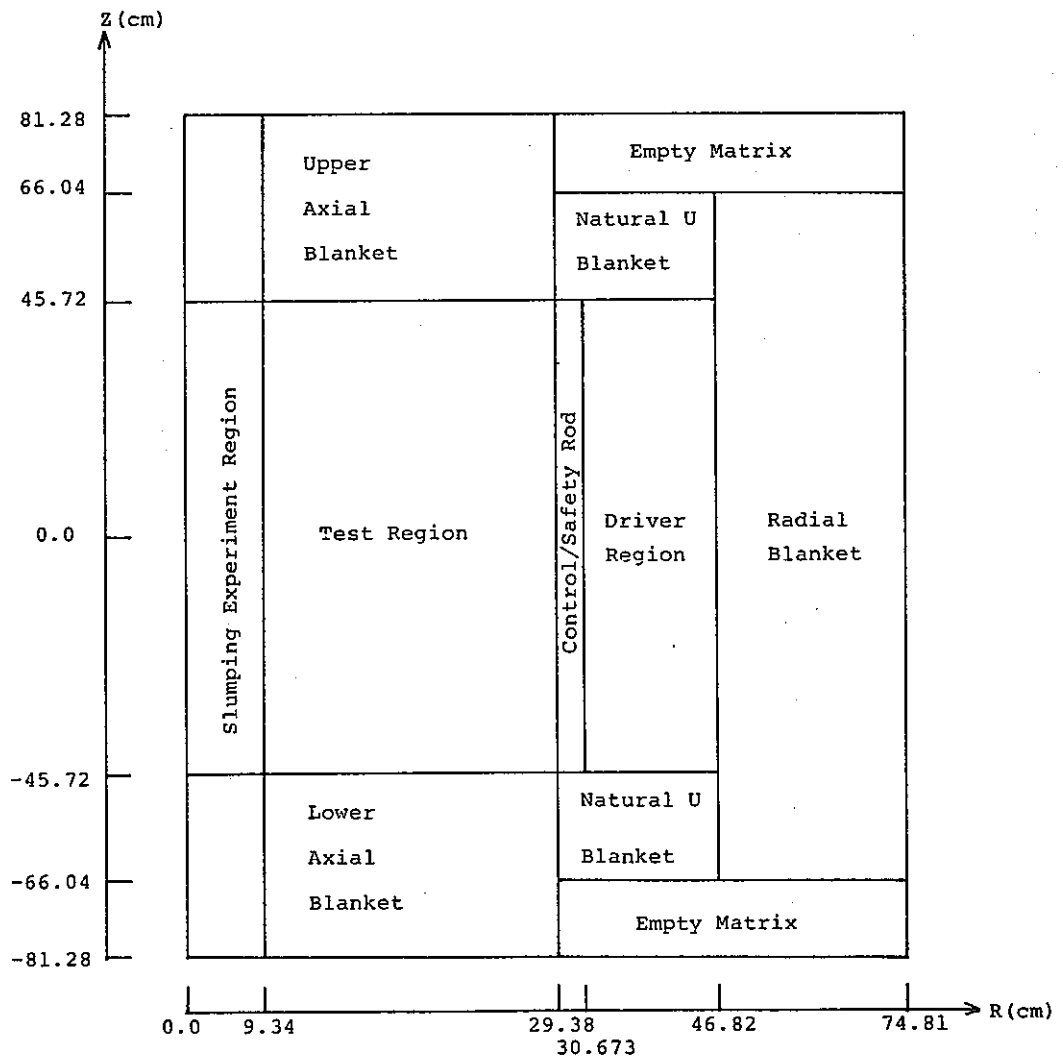 Z(cm)
81.28
66.04
45.72
0.0
-45.72
-66.04
-81.28
Upper
Axial
Blanket
Empty Matrix
Natural U
Blanket
Slumping Experiment Region
Test Region
Control/Safety Rod
Driver
Region
Radial
Blanket
Lower
Axial
Blanket
Natural U
Blanket
Empty Matrix
0.0
9.34
29.38
30.673
46.82
74.81
R(cm)